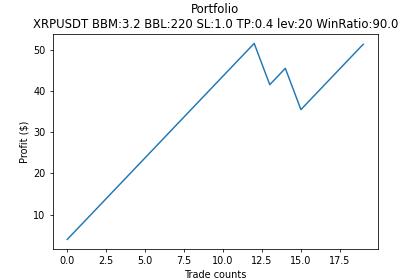 Portfolio
XRPUSDT BBM:3.2 BBL:220 SL:1.0 TP:0.4 lev:20 WinRatio:90.0
50
40
30
20
10
Profit ($)
0.0 2.5 5.0 7.5 10.0 12.5 15.0 17.5
Trade counts